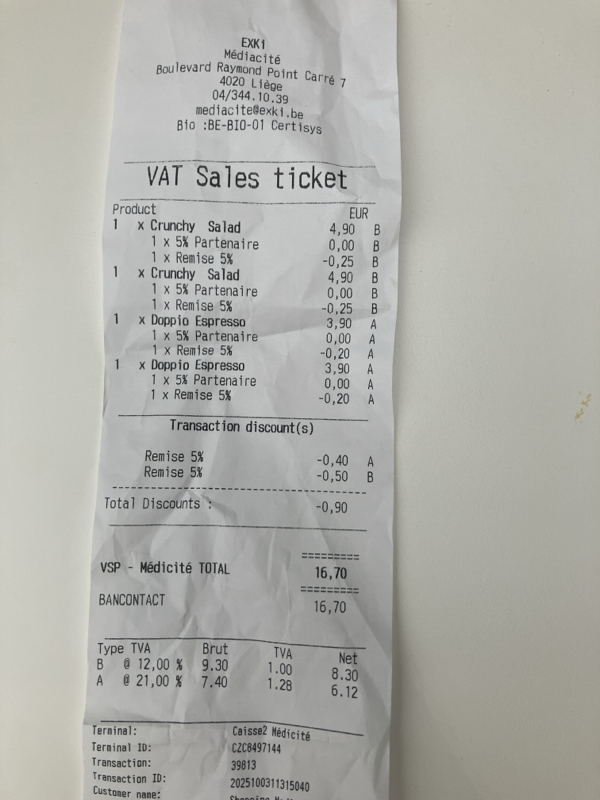 EXKI
Médiacité
Boulevard Raymond Point Carré 7
4020 Liège
04/344.10.39
mediacite@exki.be
Bio :BE-BIO-01 Certisys
VAT Sales ticket
Product EUR
1 x Crunchy Salad 4,90 B
1 x 5% Partenaire 0,00 B
1 x Remise 5% -0,25 B
1 x Crunchy Salad 4,90 B
1 x 5% Partenaire 0,00 B
1 x Remise 5% -0,25 B
1 x Doppio Espresso 3,90 A
1 x 5% Partenaire 0,00 A
1 x Remise 5% -0,20 A
1 x Doppio Espresso 3,90 A
1 x 5% Partenaire 0,00 A
1 x Remise 5% -0,20 A
Transaction discount(s)
Remise 5% -0,40 A
Remise 5% -0,50 B
Total Discounts : -0,90
VSP - Médicité TOTAL 16,70
BANCONTACT 16,70
Type TVA Brut TVA Net
B @ 12,00 % 9.30 1.00 8.30
A @ 21,00 % 7.40 1.28 6.12
Terminal: Caisse2 Médicité
Terminal ID: CZC8497144
Transaction: 39813
Transaction ID: 2025100311315040
Customer name: